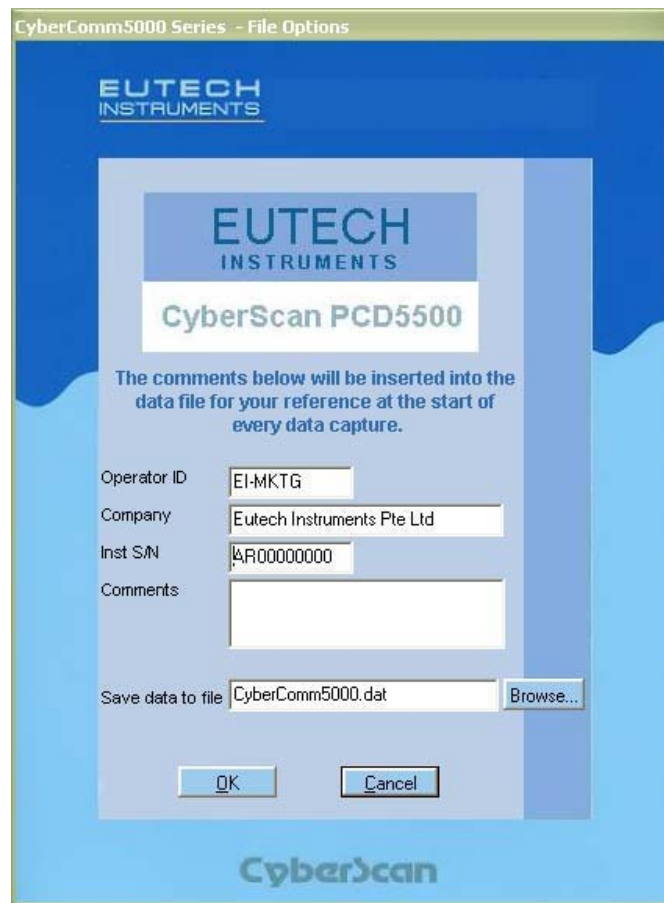 CyberComm5000 Series - File Options
EUTECH
INSTRUMENTS
EUTECH
INSTRUMENTS
CyberScan PCD5500
The comments below will be inserted into the
data file for your reference at the start of
every data capture.
Operator ID EI-MKTG
Company Eutech Instruments Pte Ltd
Inst S/N AR00000000
Comments
Save data to file CyberComm5000.dat Browse...
OK Cancel
CyberScan